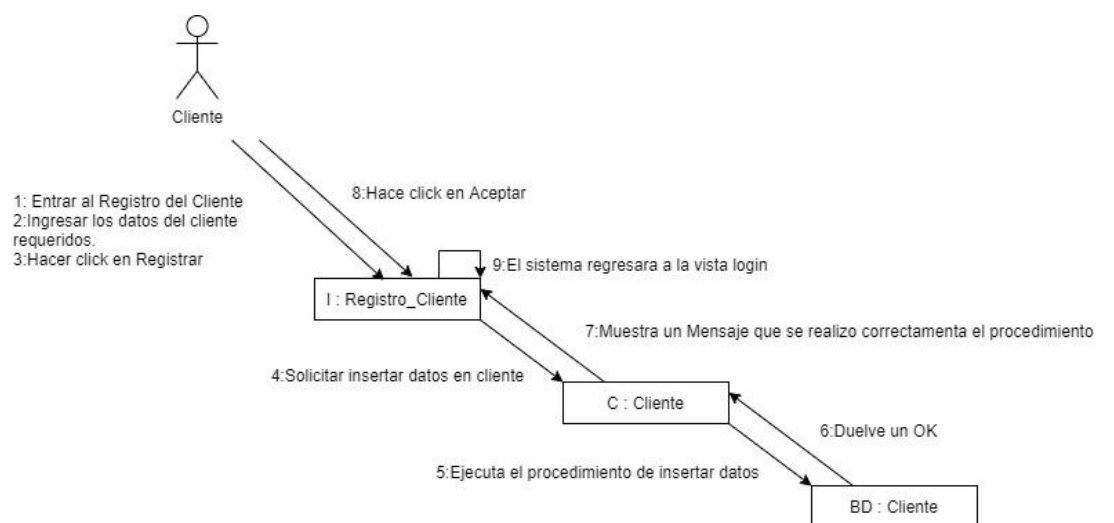 Cliente
1: Entrar al Registro del Cliente
2:Ingresar los datos del cliente
requeridos.
3:Hacer click en Registrar
8:Hace click en Aceptar
9:El sistema regresara a la vista login
I : Registro_Cliente
7:Muestra un Mensaje que se realizo correctamenta el procedimiento
4:Solicitar insertar datos en cliente
C : Cliente
6:Duelve un OK
5:Ejecuta el procedimiento de insertar datos
BD : Cliente